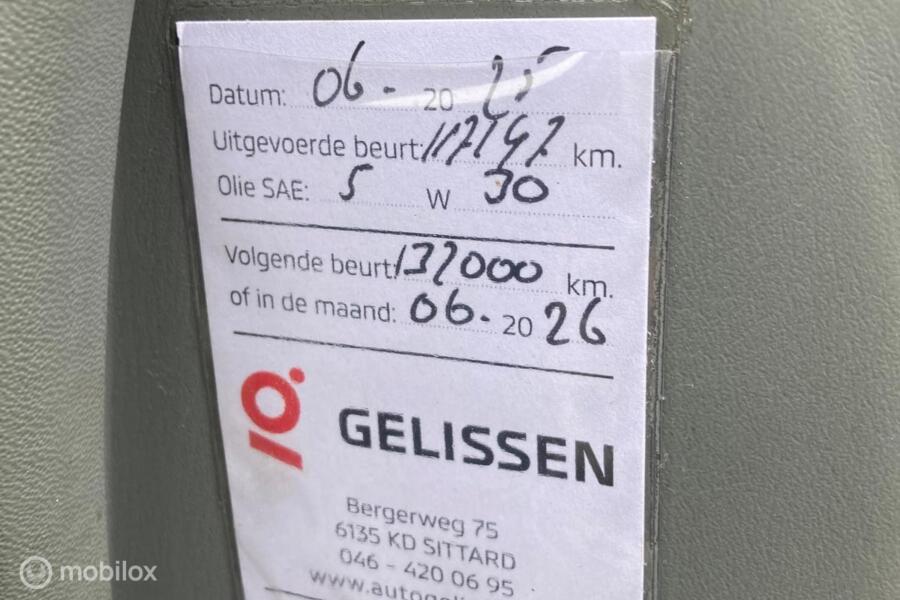 Datum: 06 - 20 25
Uitgevoerde beurt: km.
Olie SAE: 5 W 30
Volgende beurt: 132000 km.
of in de maand: 06. 20 26
GELISSEN
Bergerweg 75
6135 KD SITTARD
046 - 420 06 95
mobilox